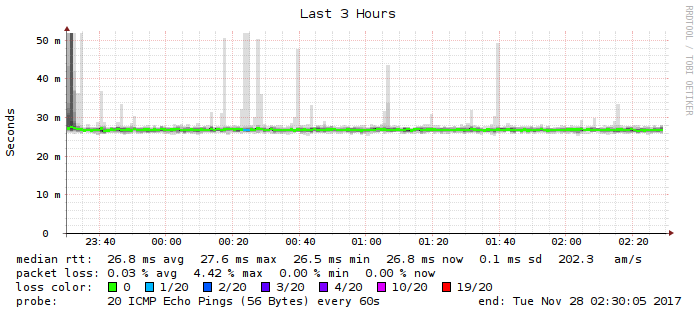 Last 3 Hours
RRDTOOL / TOBI OETIKER
Seconds
50 m
40 m
30 m
20 m
10 m
0
23:40 00:00 00:20 00:40 01:00 01:20 01:40 02:00 02:20
median rtt: 26.8 ms avg 27.6 ms max 26.5 ms min 26.8 ms now 0.1 ms sd 202.3 am/s
packet loss: 0.03 % avg 4.42 % max 0.00 % min 0.00 % now
loss color: 0 1/20 2/20 3/20 4/20 10/20 19/20
probe: 20 ICMP Echo Pings (56 Bytes) every 60s end: Tue Nov 28 02:30:05 2017